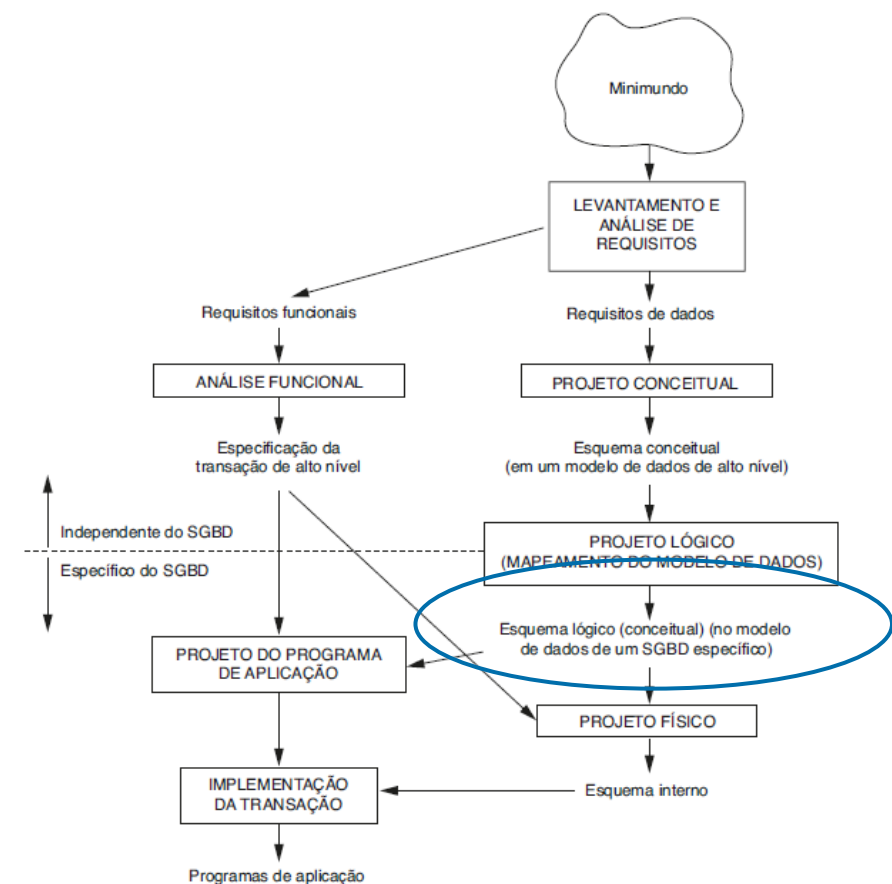 Minimundo
LEVANTAMENTO E
ANÁLISE DE
REQUISITOS
Requisitos funcionais
Requisitos de dados
ANÁLISE FUNCIONAL
PROJETO CONCEITUAL
Especificação da
transação de alto nível
Esquema conceitual
(em um modelo de dados de alto nível)
Independente do SGBD
Específico do SGBD
PROJETO LÓGICO
(MAPEAMENTO DO MODELO DE DADOS)
Esquema lógico (conceitual) (no modelo
de dados de um SGBD específico)
PROJETO DO PROGRAMA
DE APLICAÇÃO
PROJETO FÍSICO
IMPLEMENTAÇÃO
DA TRANSAÇÃO
Esquema interno
Programas de aplicação